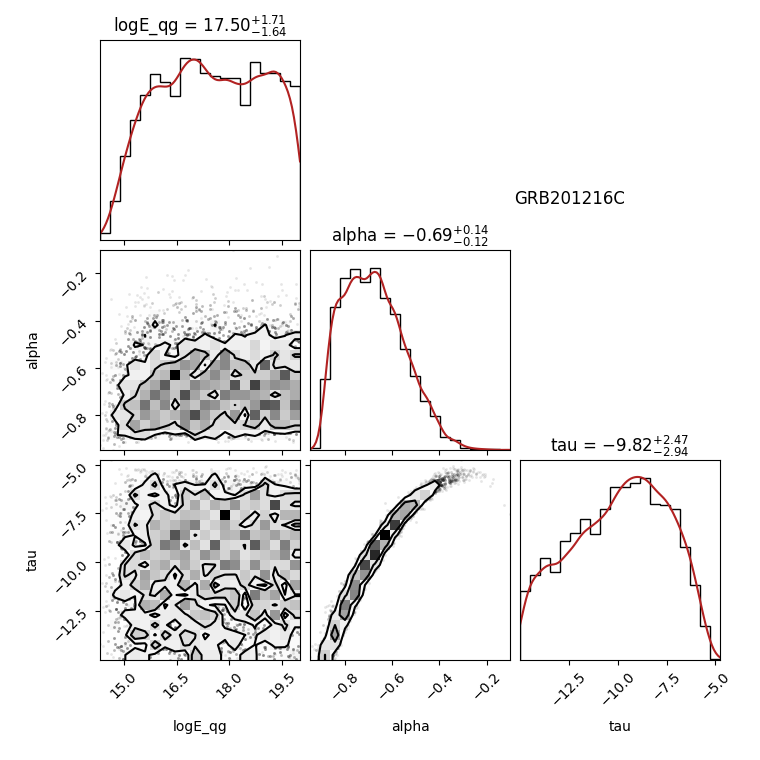 logE_qg = 17.50+1.71 −1.64
GRB201216C
alpha = −0.69+0.14 −0.12
−0.2
−0.4
−0.6
−0.8
alpha
tau = −9.82+2.47 −2.94
−5.0
−7.5
−10.0
−12.5
tau
15.0 16.5 18.0 19.5
−0.8 −0.6 −0.4 −0.2
−12.5 −10.0 −7.5 −5.0
logE_qg alpha tau